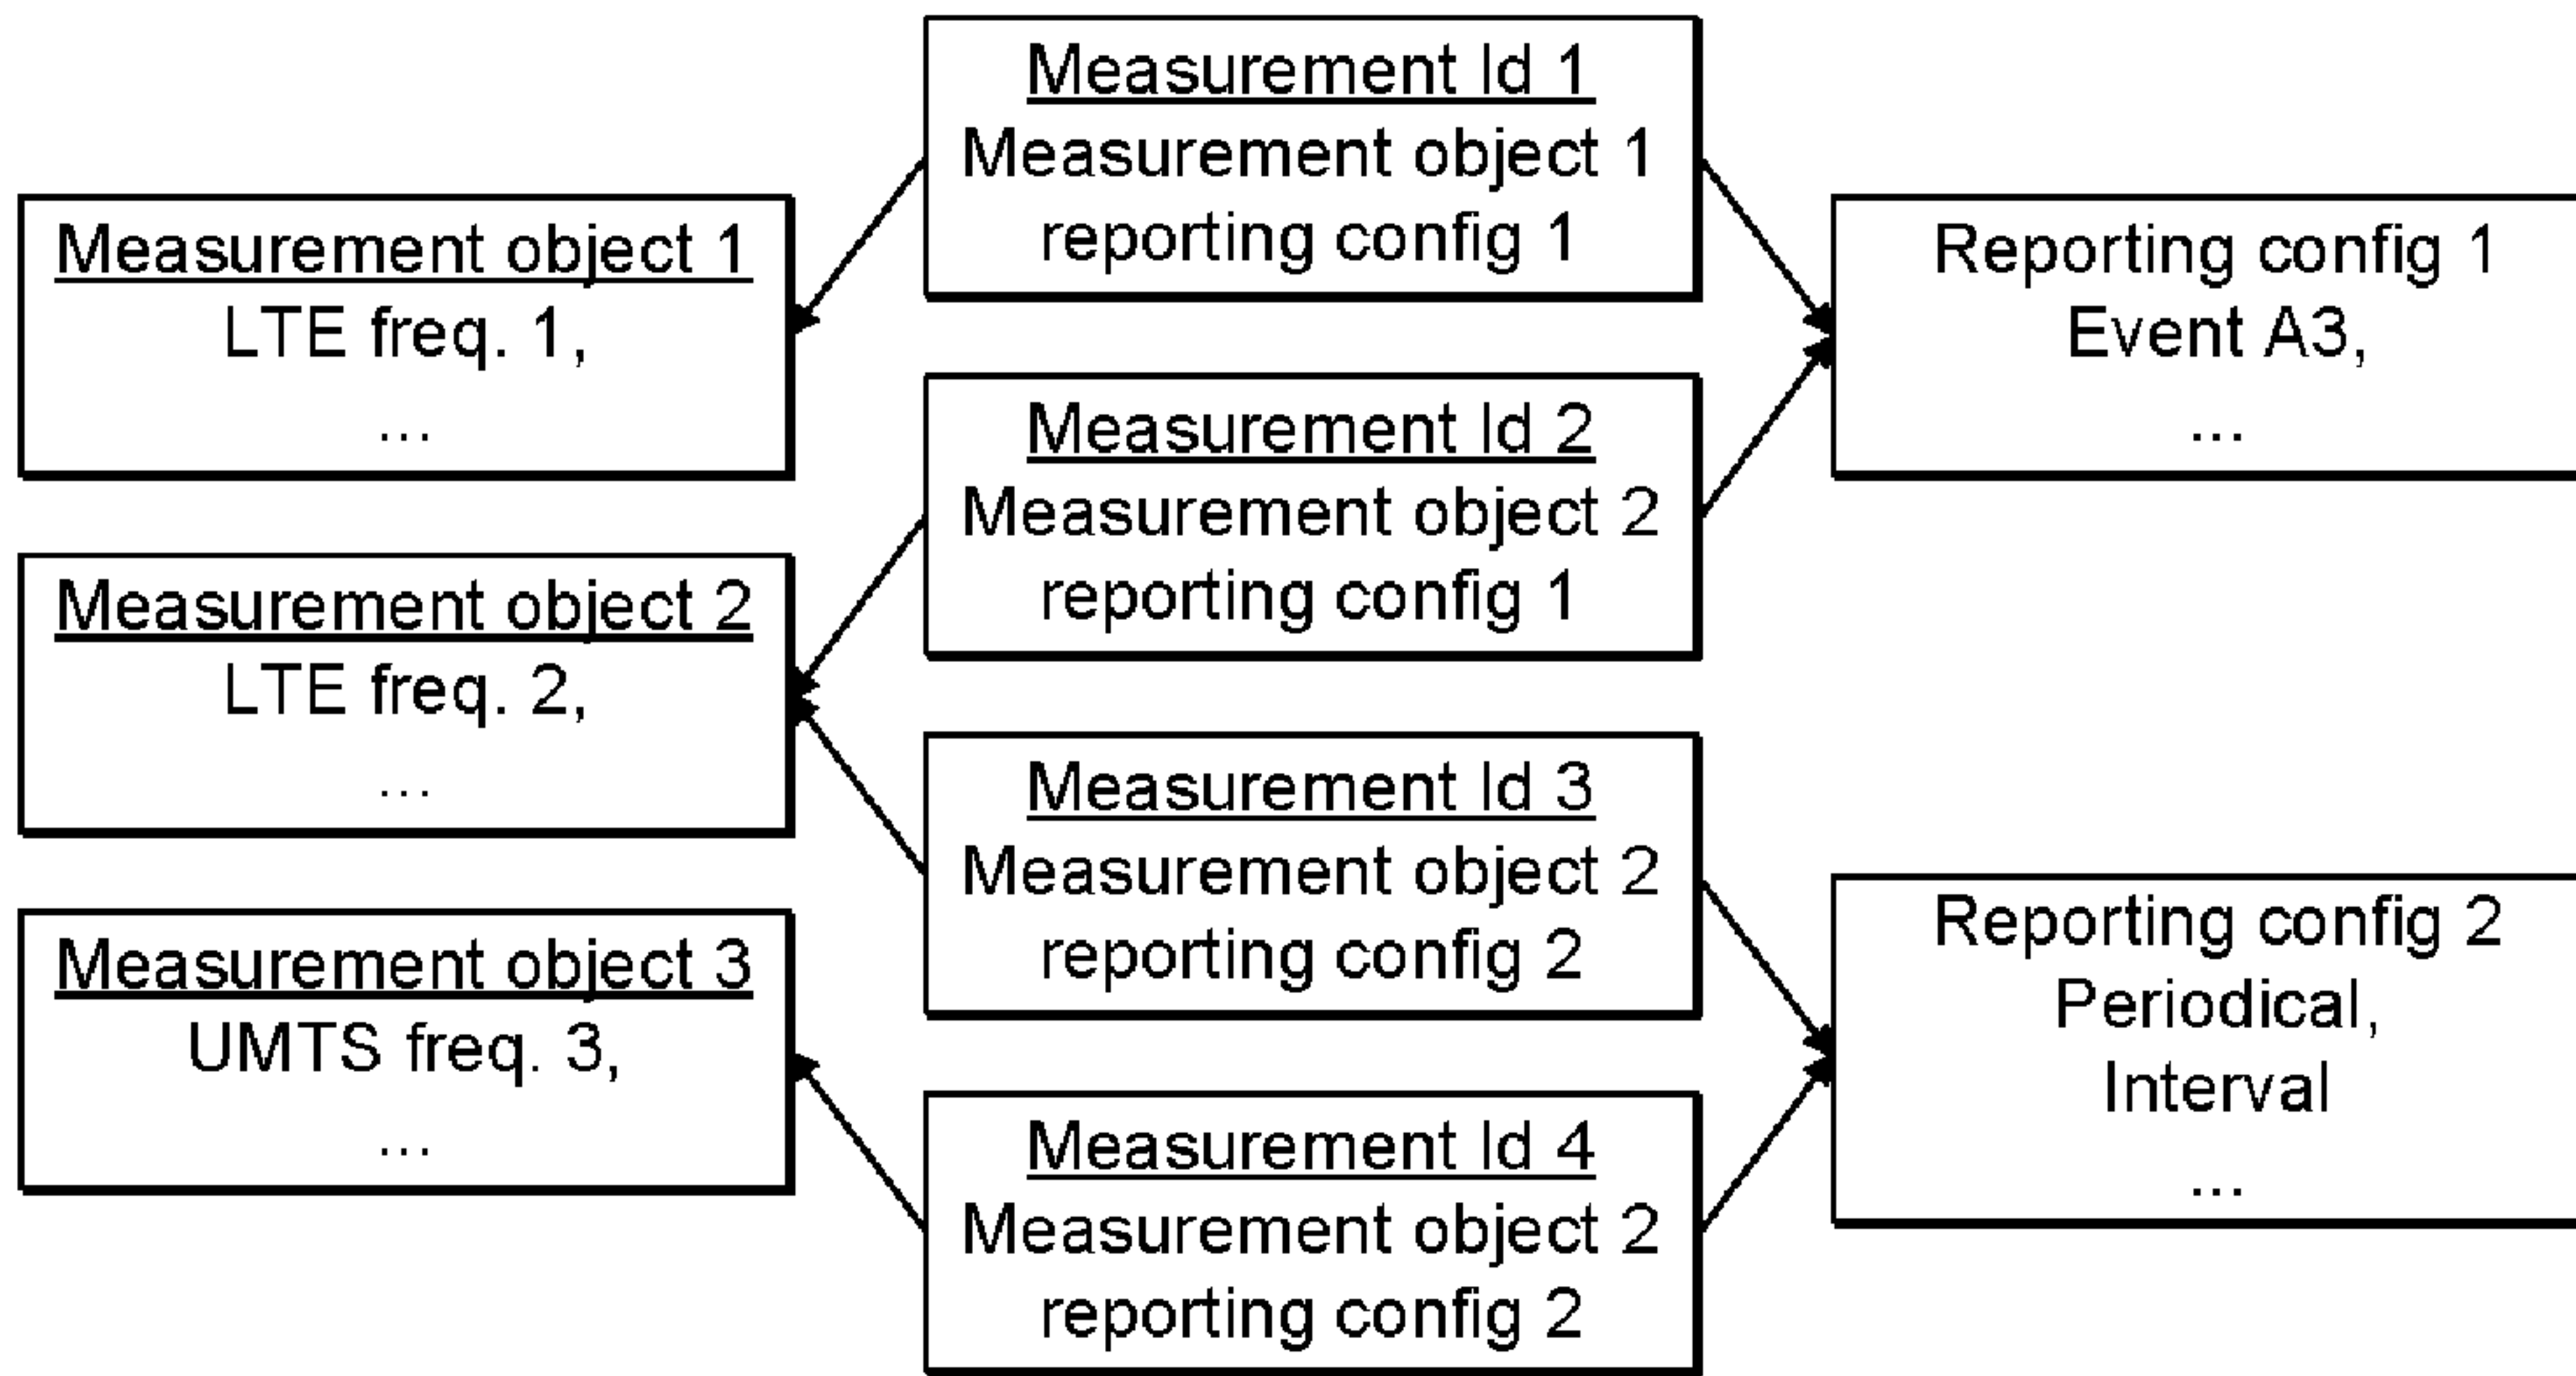 Measurement object 1
LTE freq. 1,
...
Measurement object 2
LTE freq. 2,
...
Measurement object 3
UMTS freq. 3,
...
Measurement Id 1
Measurement object 1
reporting config 1
Measurement Id 2
Measurement object 2
reporting config 1
Measurement Id 3
Measurement object 2
reporting config 2
Measurement Id 4
Measurement object 2
reporting config 2
Reporting config 1
Event A3,
...
Reporting config 2
Periodical,
Interval
...